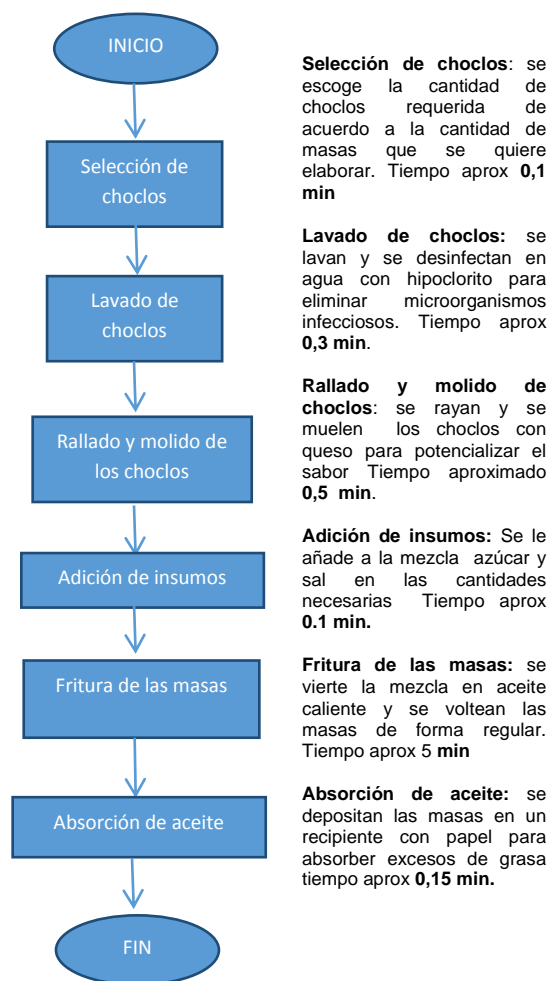 INICIO
Selección de
choclos
Lavado de
choclos
Rallado y molido de
los choclos
Adición de insumos
Fritura de las masas
Absorción de aceite
FIN
Selección de choclos: se
escoge la cantidad de
choclos requerida de
acuerdo a la cantidad de
masas que se quiere
elaborar. Tiempo aprox 0,1
min
Lavado de choclos: se
lavan y se desinfectan en
agua con hipoclorito para
eliminar microorganismos
infecciosos. Tiempo aprox
0,3 min.
Rallado y molido de
choclos: se rayan y se
muelen los choclos con
queso para potencializar el
sabor Tiempo aproximado
0,5 min.
Adición de insumos: Se le
añade a la mezcla azúcar y
sal en las cantidades
necesarias Tiempo aprox
0.1 min.
Fritura de las masas: se
vierte la mezcla en aceite
caliente y se voltean las
masas de forma regular.
Tiempo aprox 5 min
Absorción de aceite: se
depositan las masas en un
recipiente con papel para
absorber excesos de grasa
tiempo aprox 0,15 min.